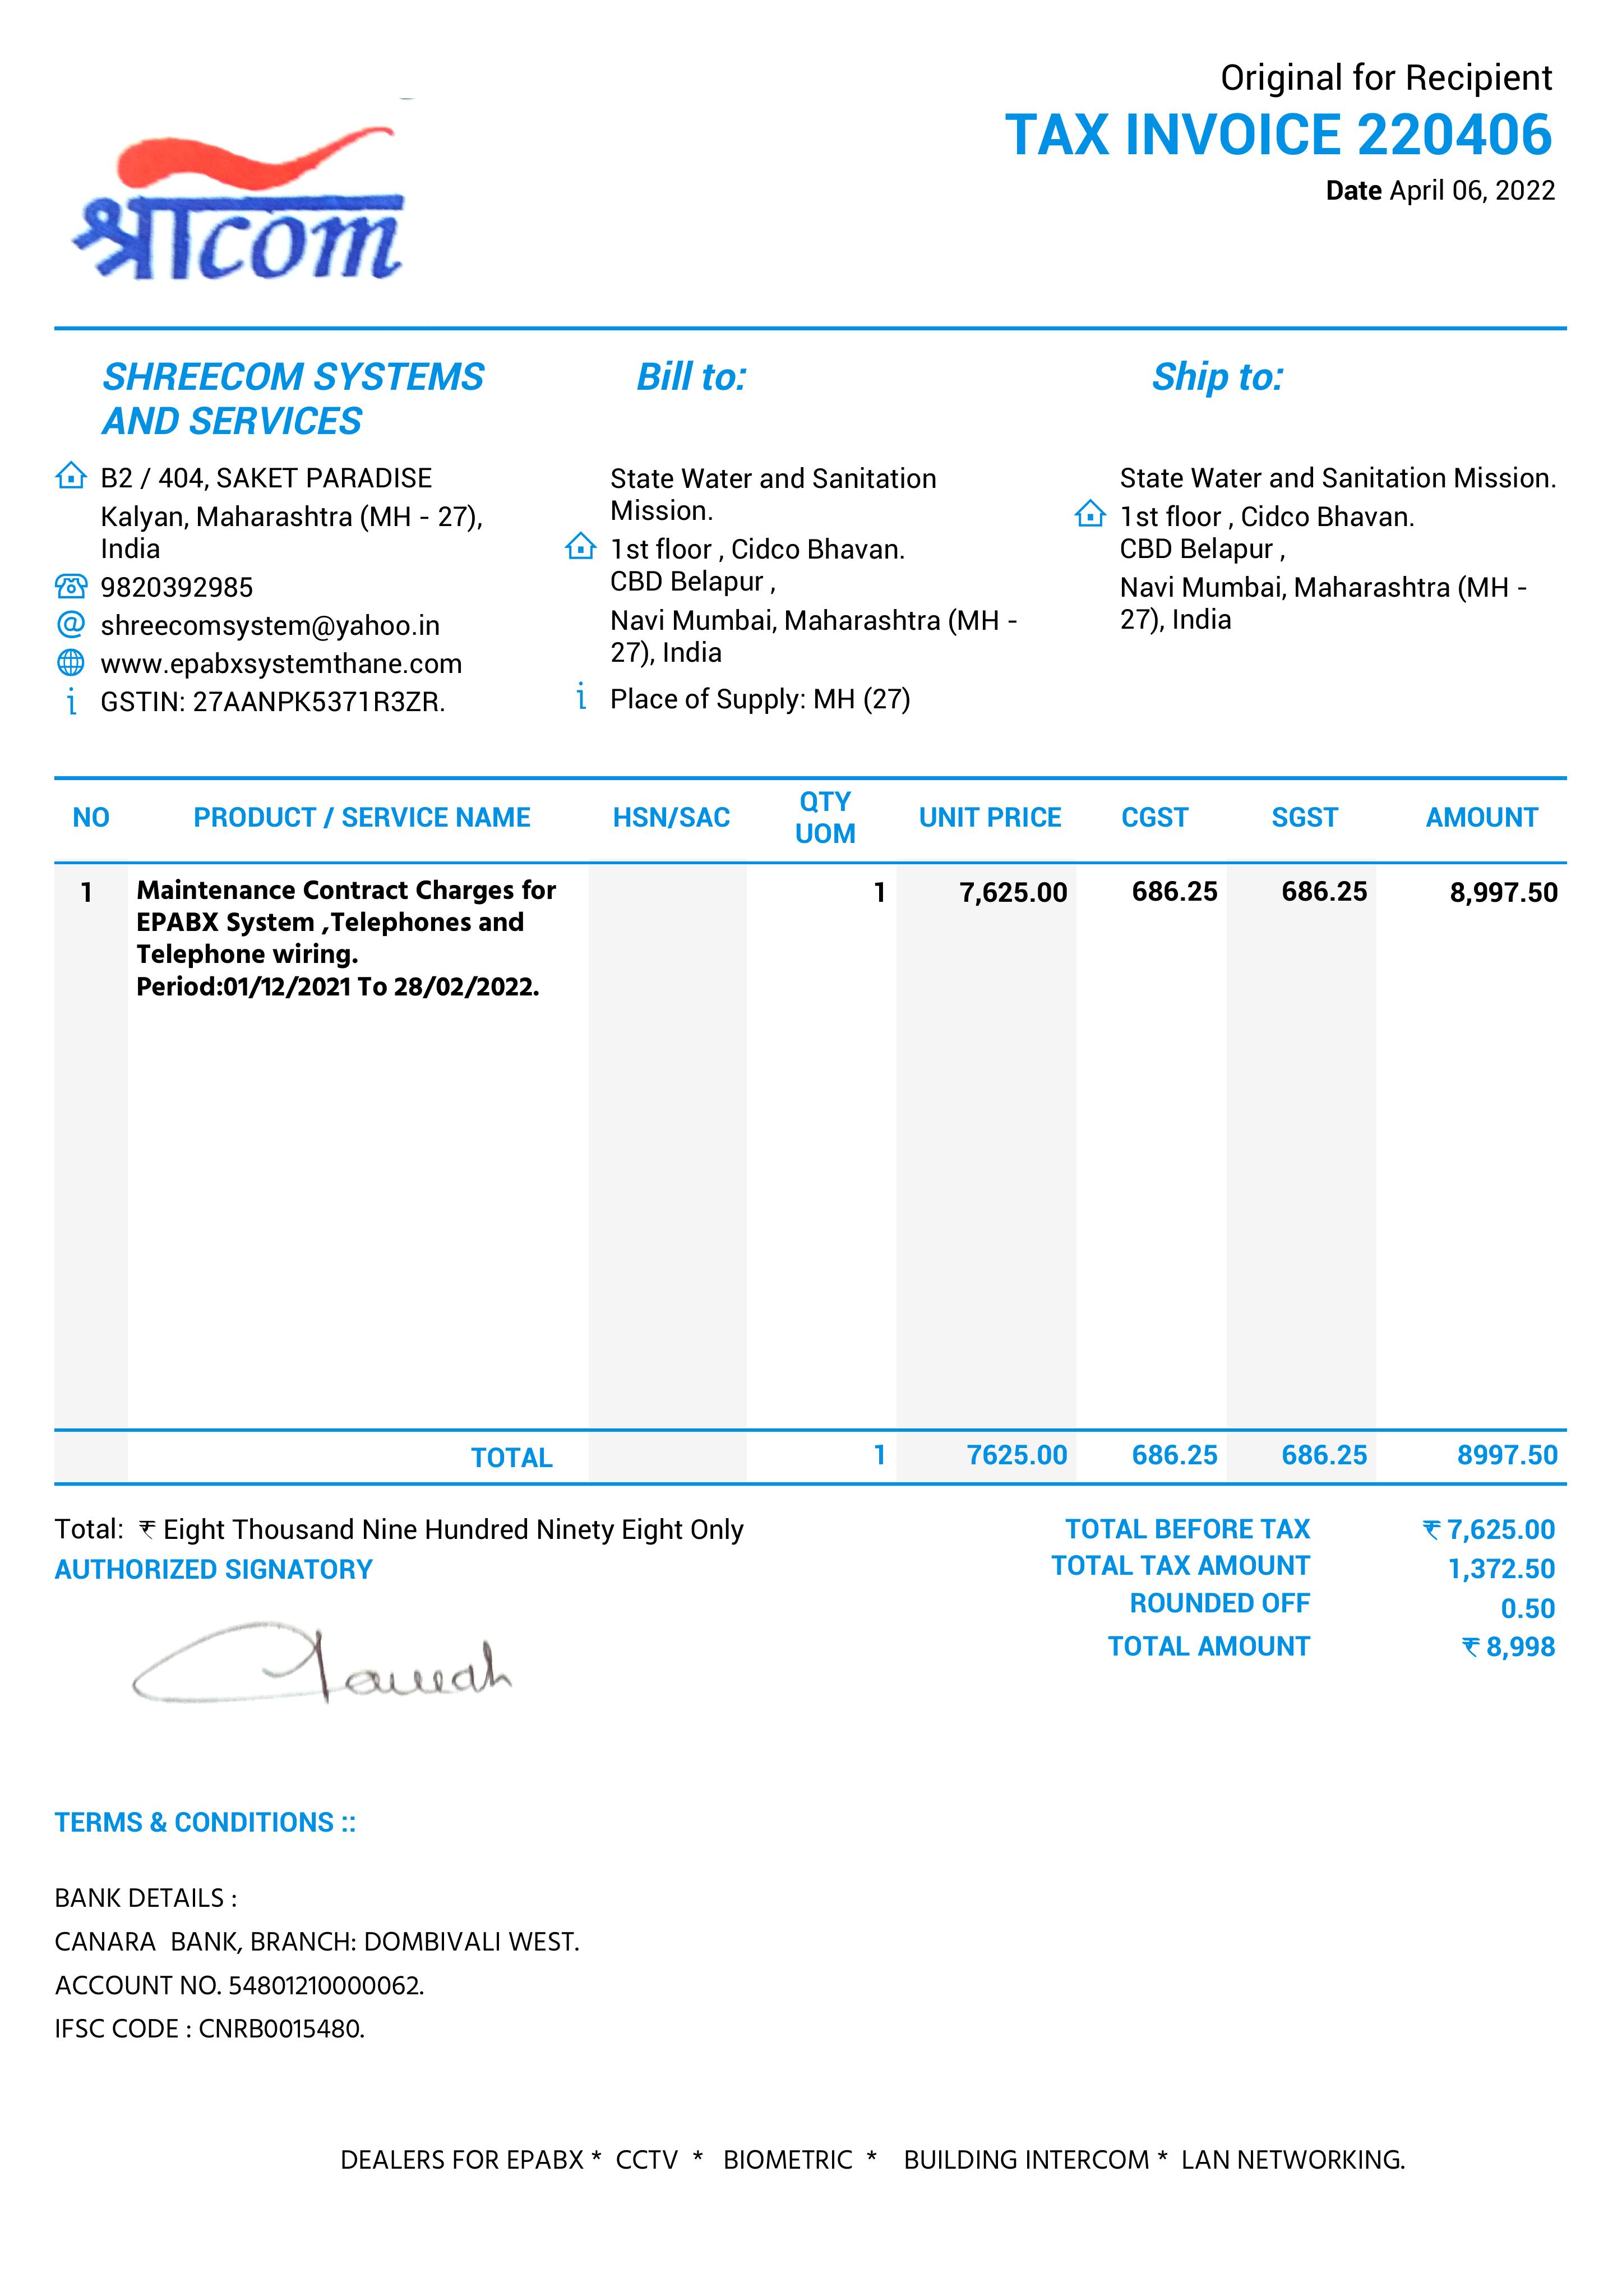 Original for Recipient
TAX INVOICE 220406
Date April 06, 2022
श्रीcom
SHREECOM SYSTEMS
AND SERVICES
B2 / 404, SAKET PARADISE
Kalyan, Maharashtra (MH - 27),
India
9820392985
shreecomsystem@yahoo.in
www.epabxsystemthane.com
GSTIN: 27AANPK5371R3ZR.
Bill to:
State Water and Sanitation
Mission.
1st floor , Cidco Bhavan.
CBD Belapur ,
Navi Mumbai, Maharashtra (MH -
27), India
Place of Supply: MH (27)
Ship to:
State Water and Sanitation Mission.
1st floor , Cidco Bhavan.
CBD Belapur ,
Navi Mumbai, Maharashtra (MH -
27), India
NO PRODUCT / SERVICE NAME HSN/SAC QTY UOM UNIT PRICE CGST SGST AMOUNT
1 Maintenance Contract Charges for 1 7,625.00 686.25 686.25 8,997.50
EPABX System ,Telephones and
Telephone wiring.
Period:01/12/2021 To 28/02/2022.
TOTAL 1 7625.00 686.25 686.25 8997.50
Total: ₹ Eight Thousand Nine Hundred Ninety Eight Only
AUTHORIZED SIGNATORY
TOTAL BEFORE TAX ₹ 7,625.00
TOTAL TAX AMOUNT 1,372.50
ROUNDED OFF 0.50
TOTAL AMOUNT ₹ 8,998
TERMS & CONDITIONS ::
BANK DETAILS :
CANARA BANK, BRANCH: DOMBIVALI WEST.
ACCOUNT NO. 54801210000062.
IFSC CODE : CNRB0015480.
DEALERS FOR EPABX * CCTV * BIOMETRIC * BUILDING INTERCOM * LAN NETWORKING.